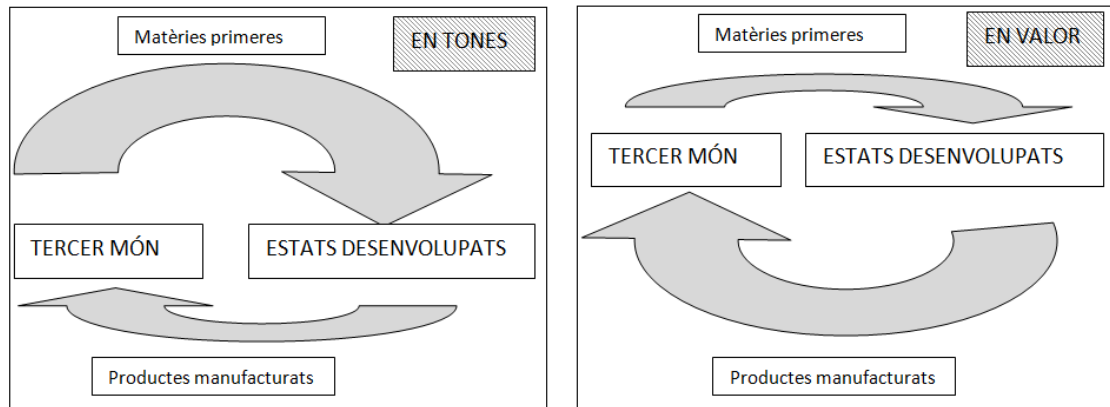 Matèries primeres
EN TONES
TERCER MÓN
ESTATS DESENVOLUPATS
Productes manufacturats
Matèries primeres
EN VALOR
TERCER MÓN
ESTATS DESENVOLUPATS
Productes manufacturats